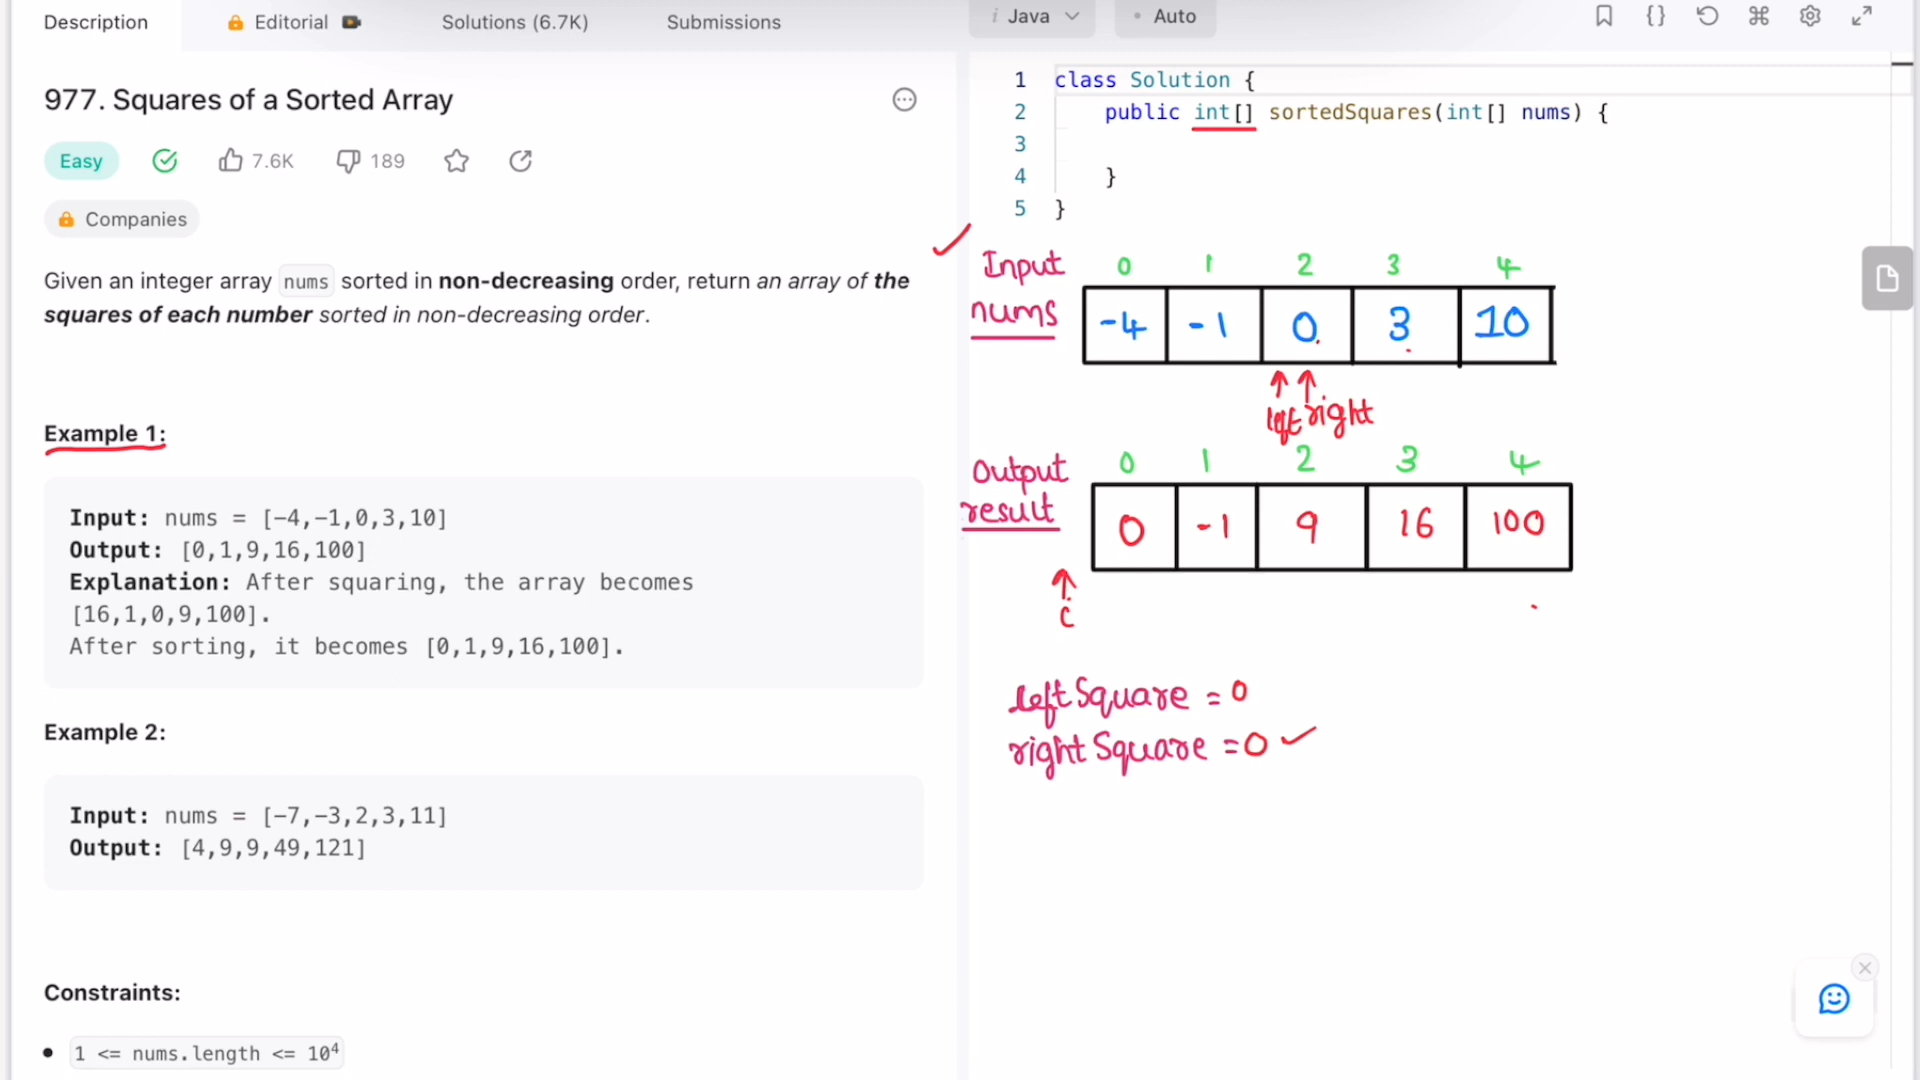 Description
Editorial
Solutions (6.7K)
Submissions
i Java
Auto
{}
977. Squares of a Sorted Array
Easy
7.6K
189
Companies
Given an integer array nums sorted in non-decreasing order, return an array of the
squares of each number sorted in non-decreasing order.
Example 1:
Input: nums = [-4,-1,0,3,10]
Output: [0,1,9,16,100]
Explanation: After squaring, the array becomes
[16,1,0,9,100].
After sorting, it becomes [0,1,9,16,100].
Example 2:
Input: nums = [-7,-3,2,3,11]
Output: [4,9,9,49,121]
Constraints:
1 <= nums.length <= 10⁴
1 class Solution {
2 public int[] sortedSquares(int[] nums) {
3
4 }
5 }
Input 0 1 2 3 4
nums -4 -1 0 3 10
left right
Output 0 1 2 3 4
result 0 -1 9 16 100
i
leftSquare = 0
rightSquare = 0